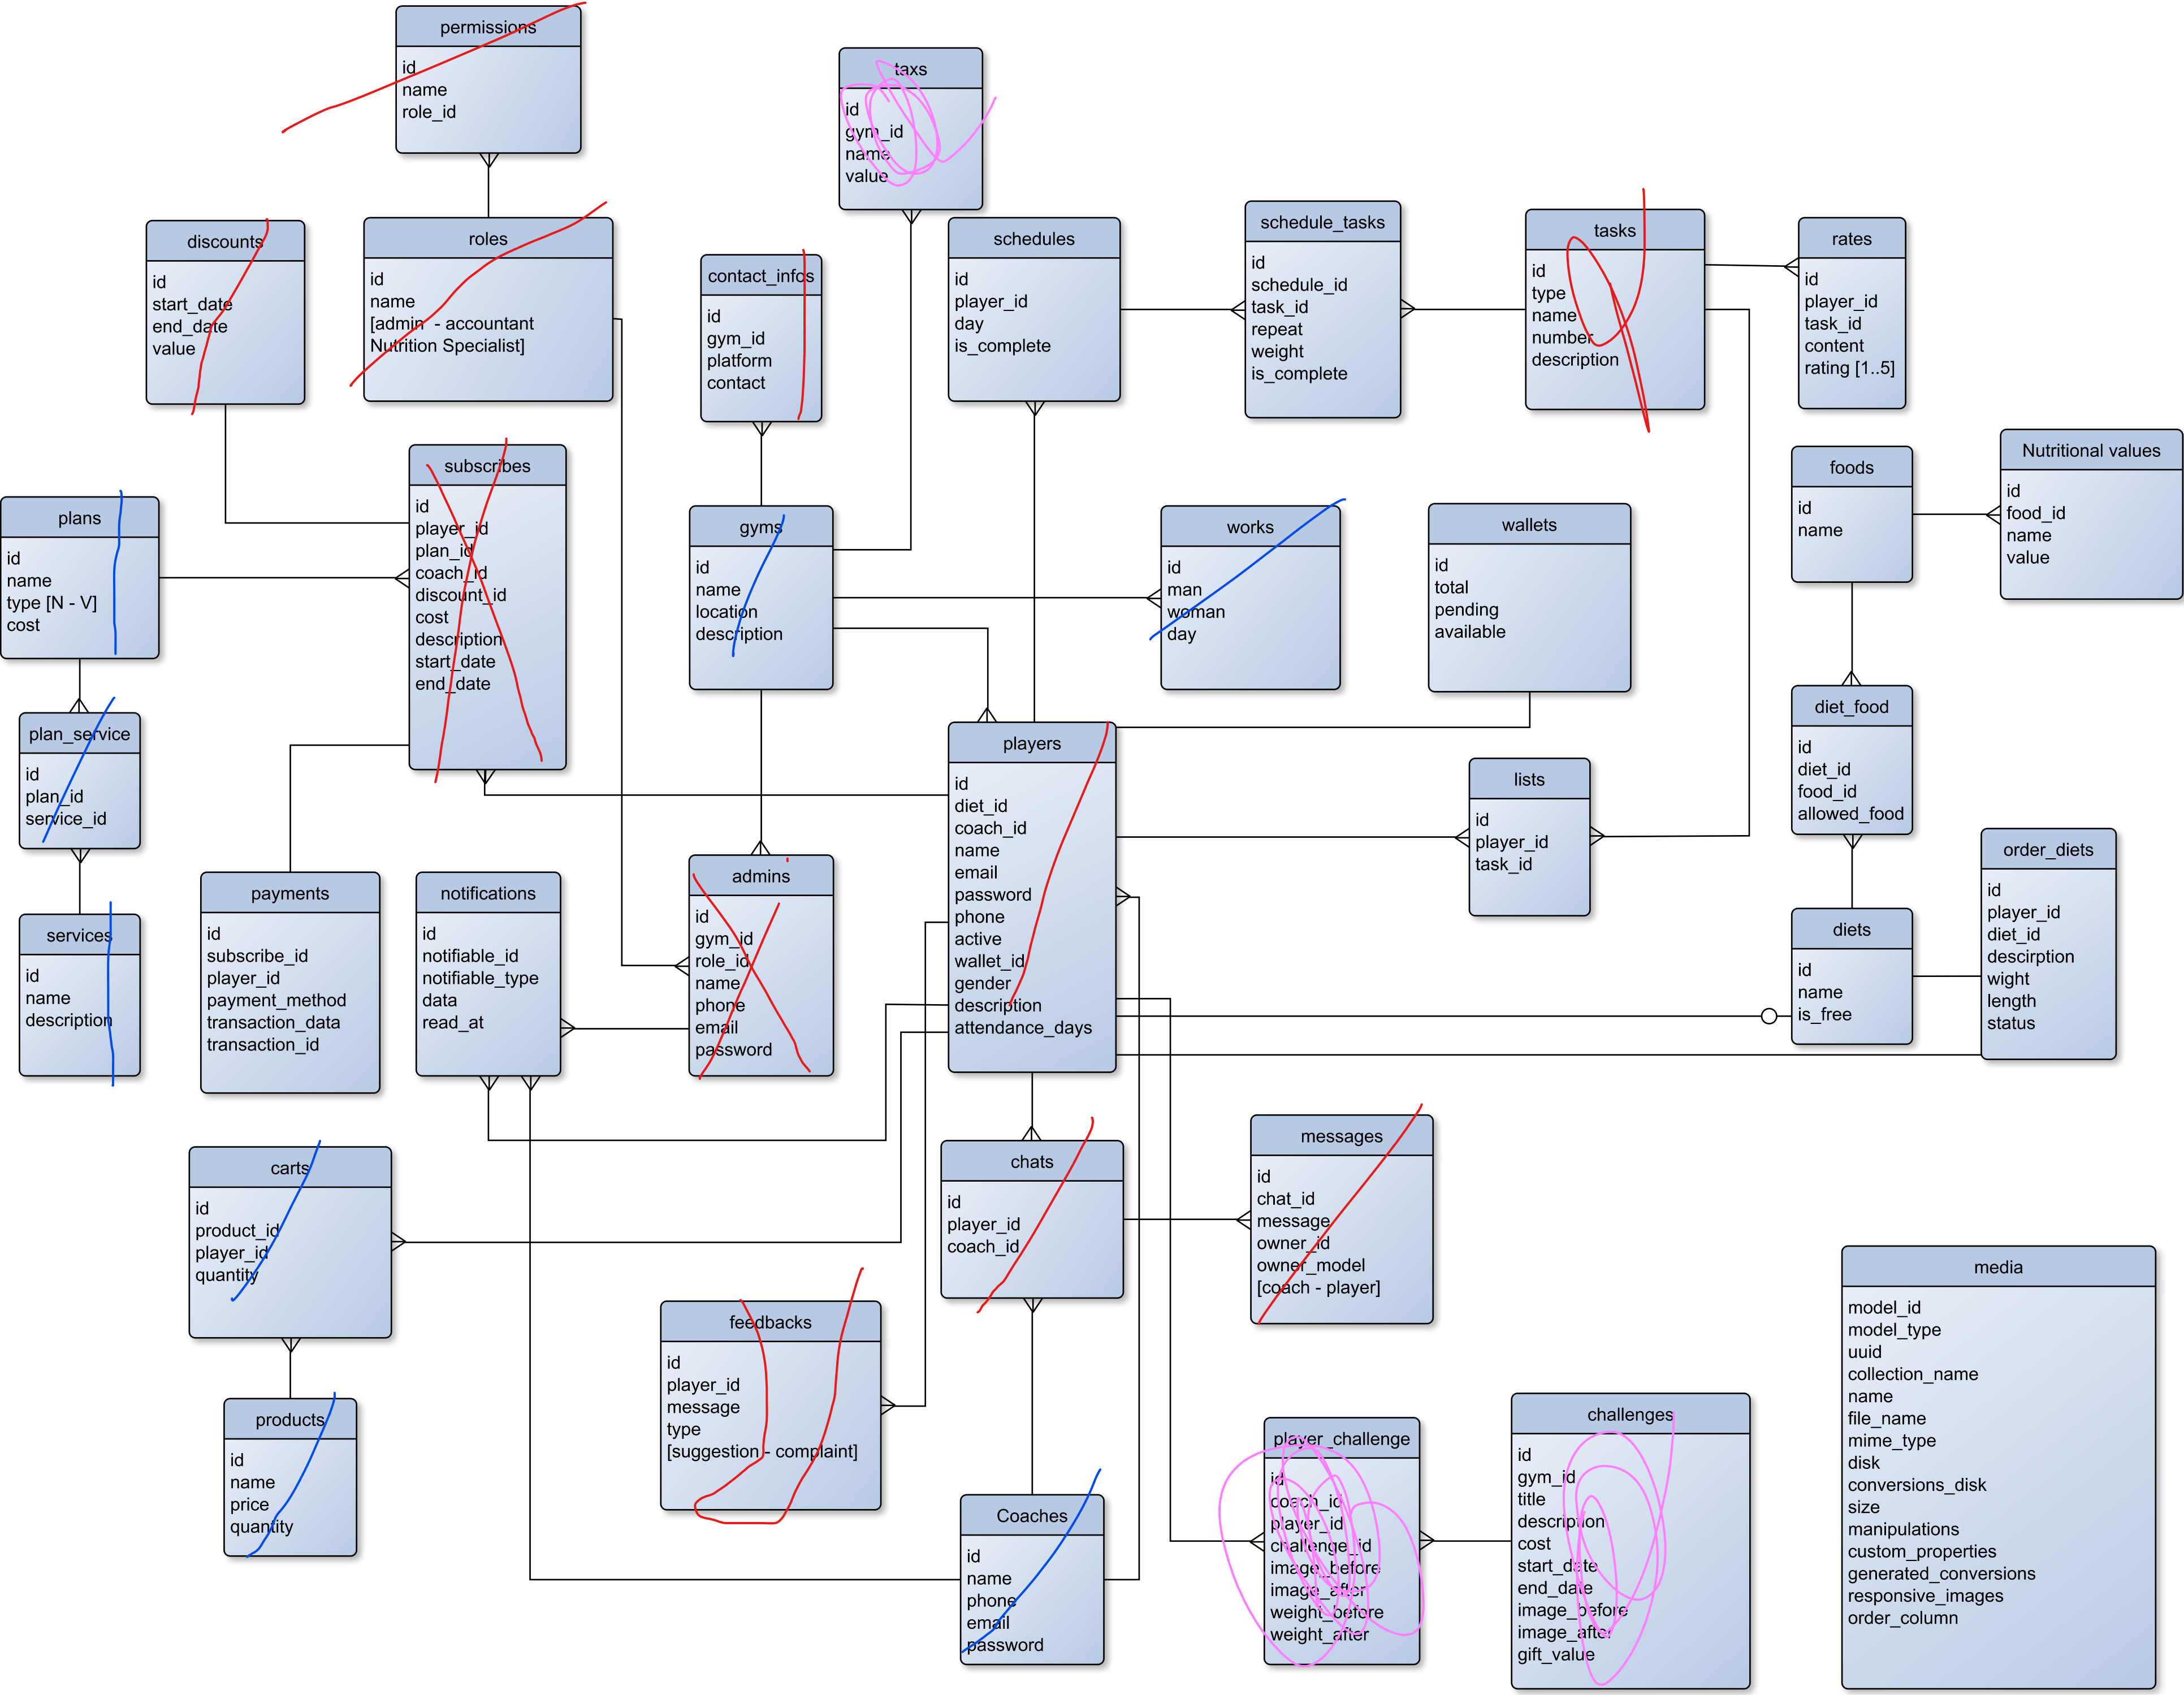 permissions
id
name
role_id
taxs
id
gym_id
name
value
discounts
id
start_date
end_date
value
roles
id
name
[admin - accountant
Nutrition Specialist]
contact_infos
id
gym_id
platform
contact
schedules
id
player_id
day
is_complete
schedule_tasks
id
schedule_id
task_id
repeat
weight
is_complete
tasks
id
type
name
number
description
rates
id
player_id
task_id
content
rating [1..5]
plans
id
name
type [N - V]
cost
subscribes
id
player_id
plan_id
coach_id
discount_id
cost
description
start_date
end_date
gyms
id
name
location
description
works
id
man
woman
day
wallets
id
total
pending
available
foods
id
name
Nutritional values
id
food_id
name
value
plan_service
id
plan_id
service_id
players
id
diet_id
coach_id
name
email
password
phone
active
wallet_id
gender
description
attendance_days
lists
id
player_id
task_id
diet_food
id
diet_id
food_id
allowed_food
order_diets
id
player_id
diet_id
descirption
wight
length
status
services
id
name
description
payments
id
subscribe_id
player_id
payment_method
transaction_data
transaction_id
notifications
id
notifiable_id
notifiable_type
data
read_at
admins
id
gym_id
role_id
name
phone
email
password
diets
id
name
is_free
carts
id
product_id
player_id
quantity
chats
id
player_id
coach_id
messages
id
chat_id
message
owner_id
owner_model
[coach - player]
media
model_id
model_type
uuid
collection_name
name
file_name
mime_type
disk
conversions_disk
size
manipulations
custom_properties
generated_conversions
responsive_images
order_column
feedbacks
id
player_id
message
type
[suggestion - complaint]
products
id
name
price
quantity
Coaches
id
name
phone
email
password
player_challenge
id
coach_id
player_id
challenge_id
image_before
image_after
weight_before
weight_after
challenges
id
gym_id
title
description
cost
start_date
end_date
image_before
image_after
gift_value